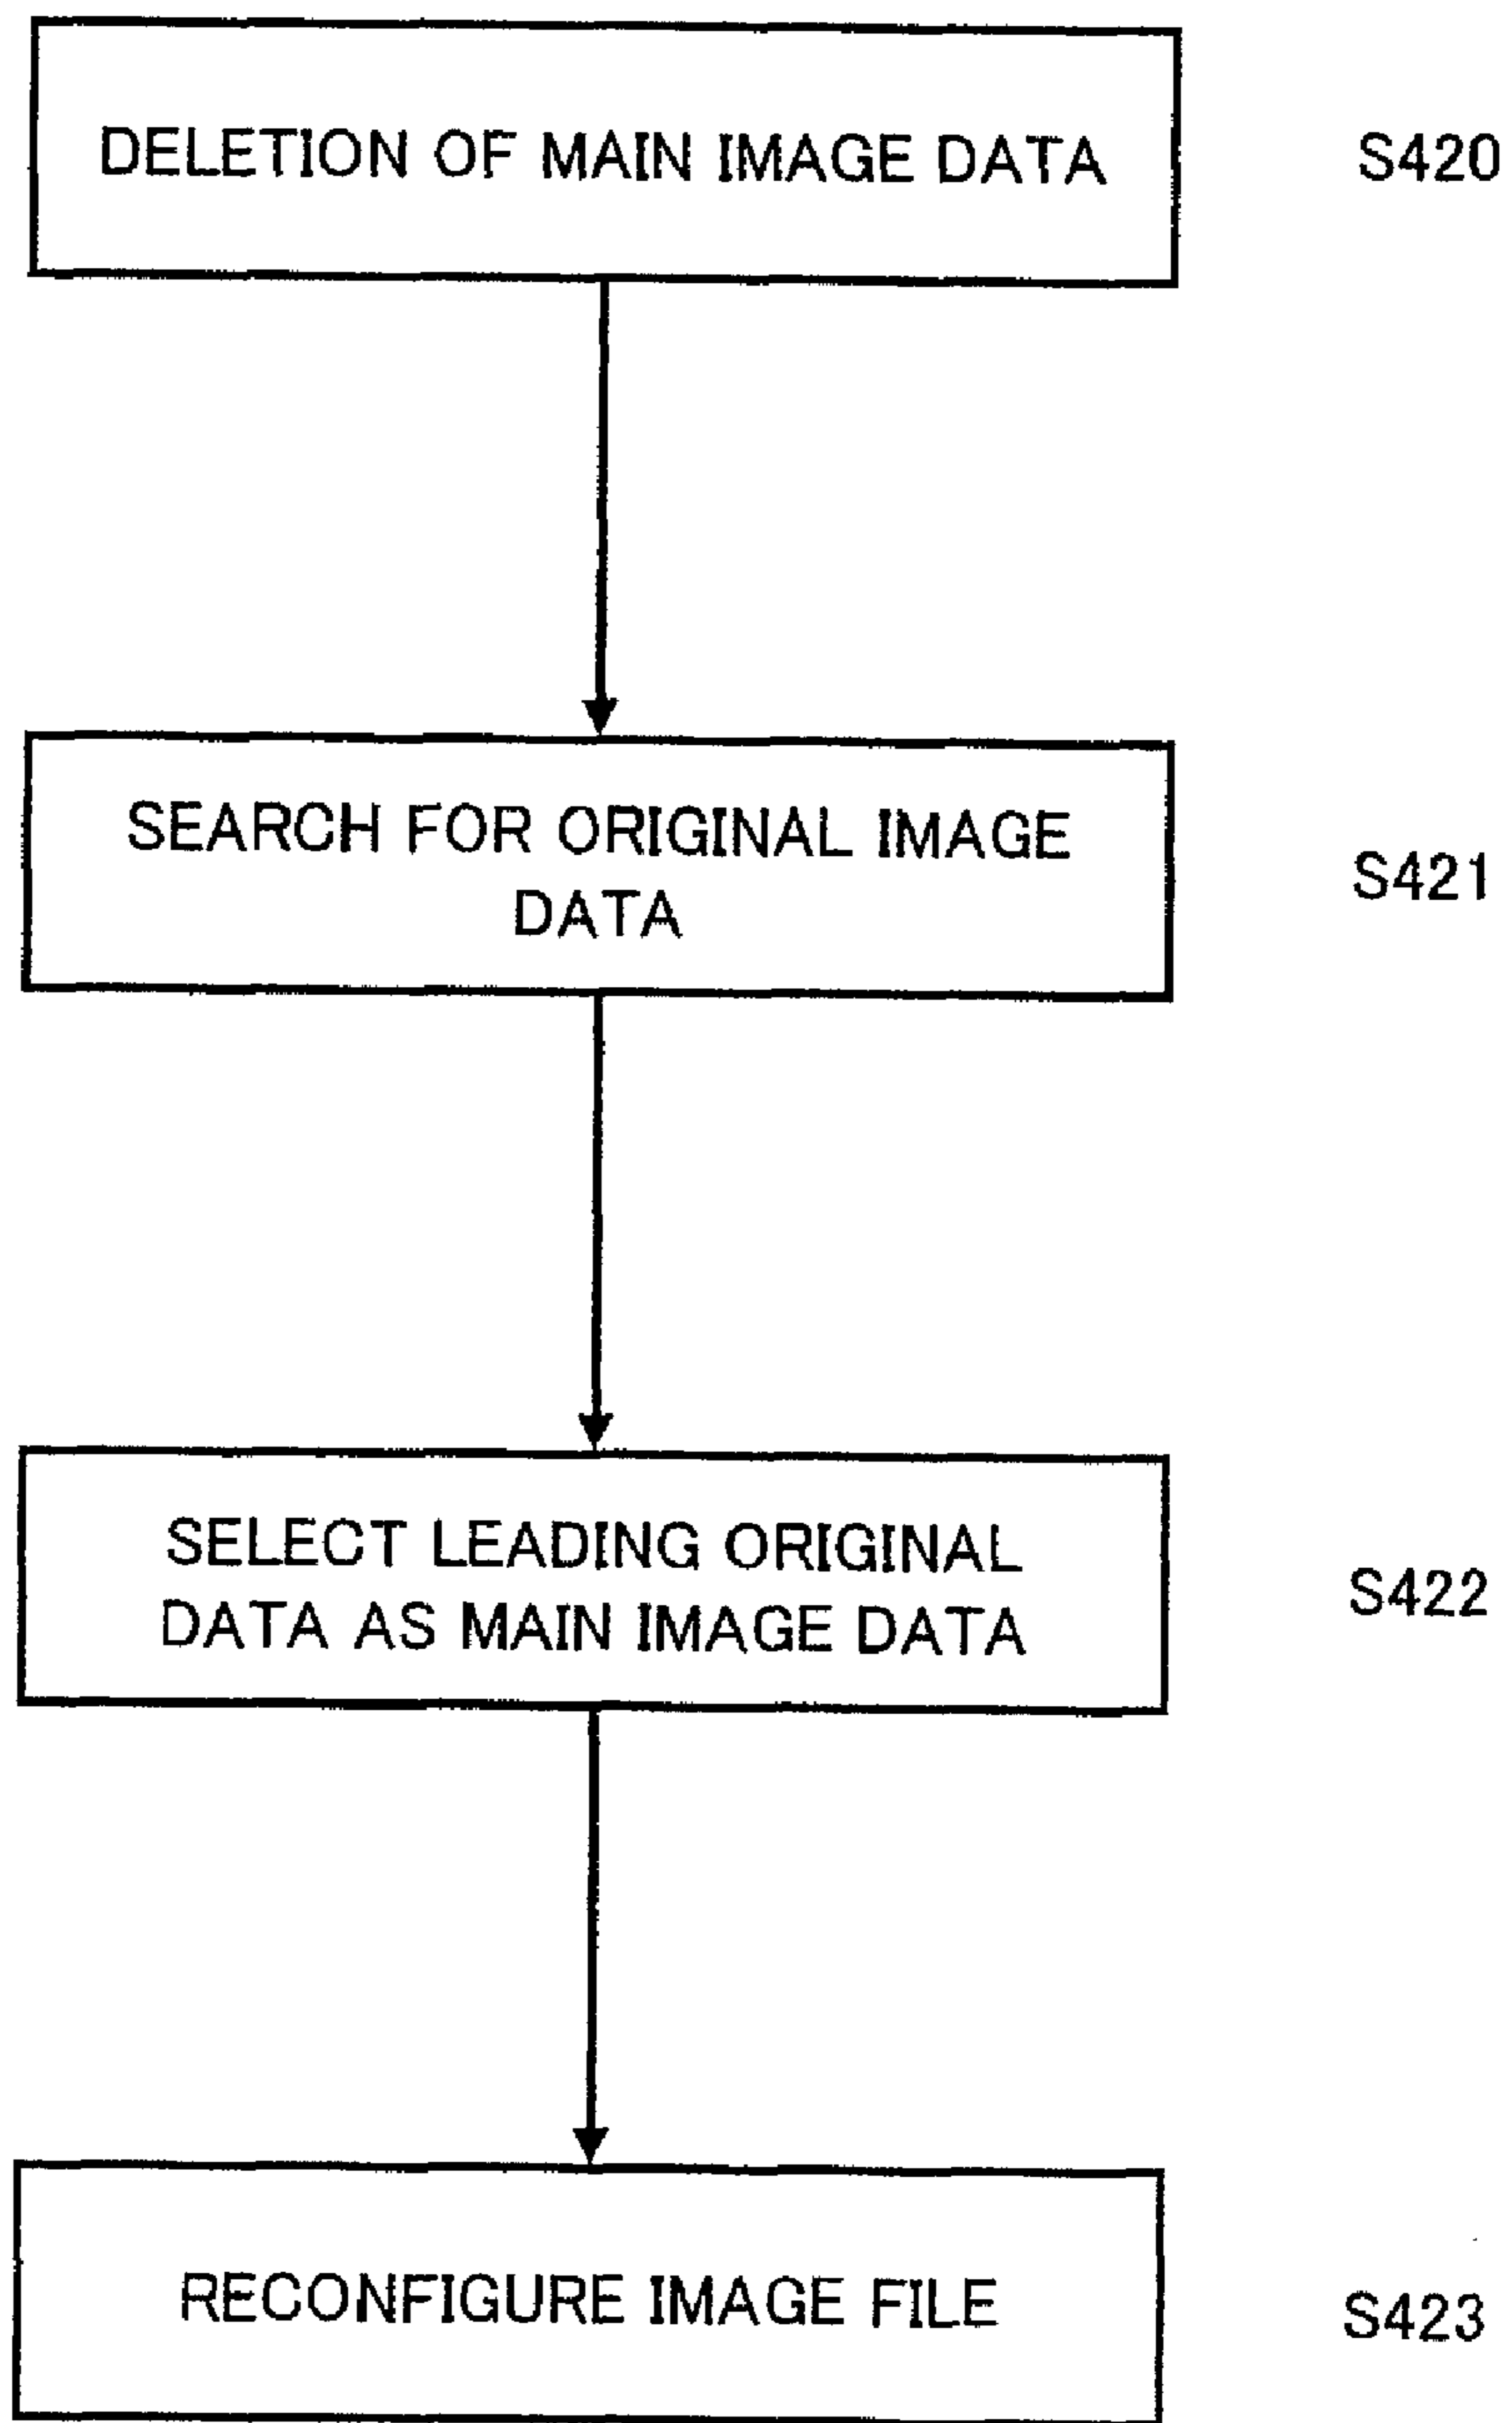 DELETION OF MAIN IMAGE DATA
S420
SEARCH FOR ORIGINAL IMAGE
DATA
S421
SELECT LEADING ORIGINAL
DATA AS MAIN IMAGE DATA
S422
RECONFIGURE IMAGE FILE
S423